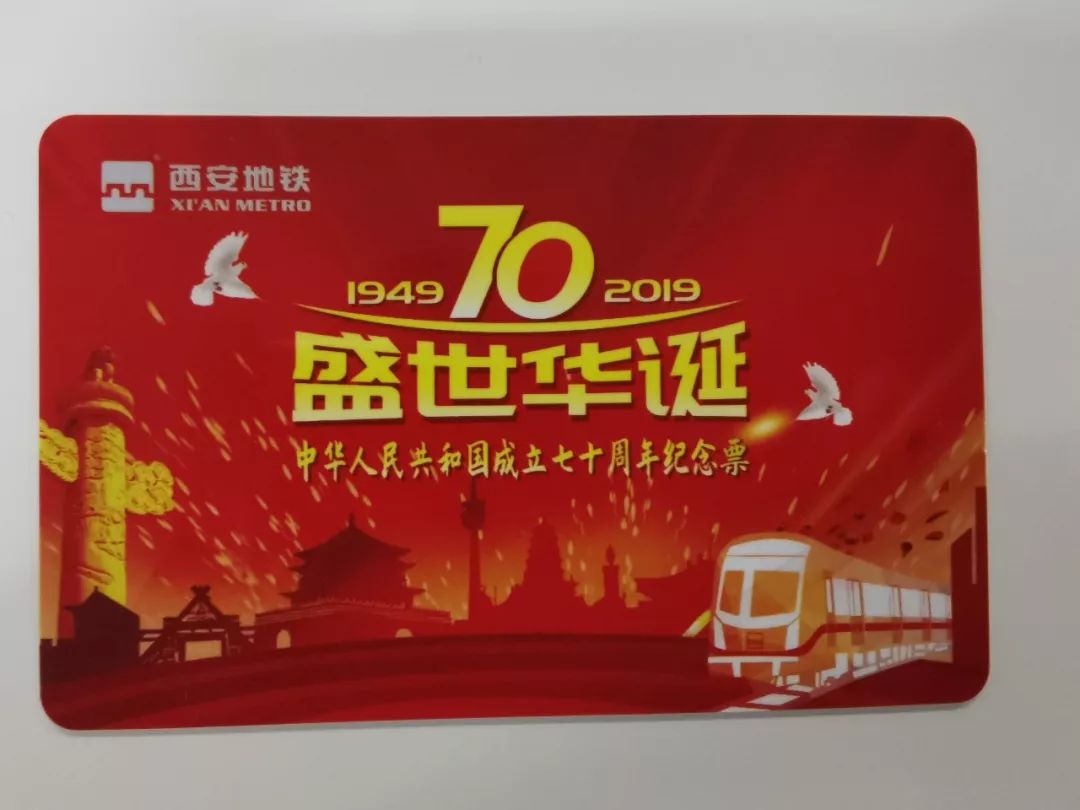 西安地铁
XI'AN METRO
1949 70 2019
盛世华诞
中华人民共和国成立七十周年纪念票